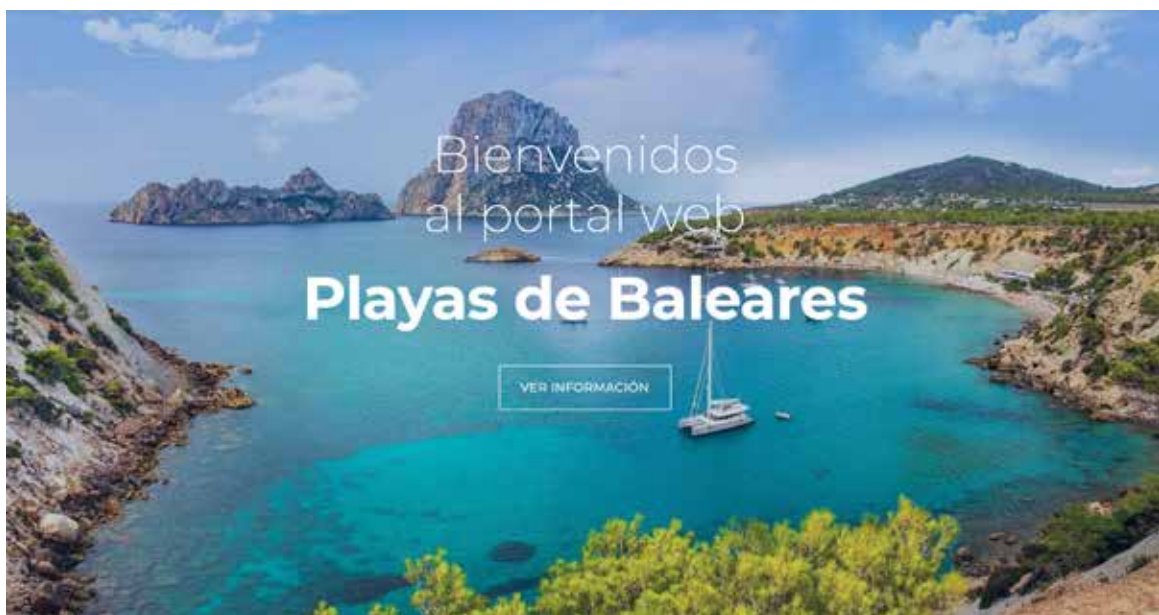 Bienvenidos
al portal web
Playas de Baleares
VER INFORMACIÓN